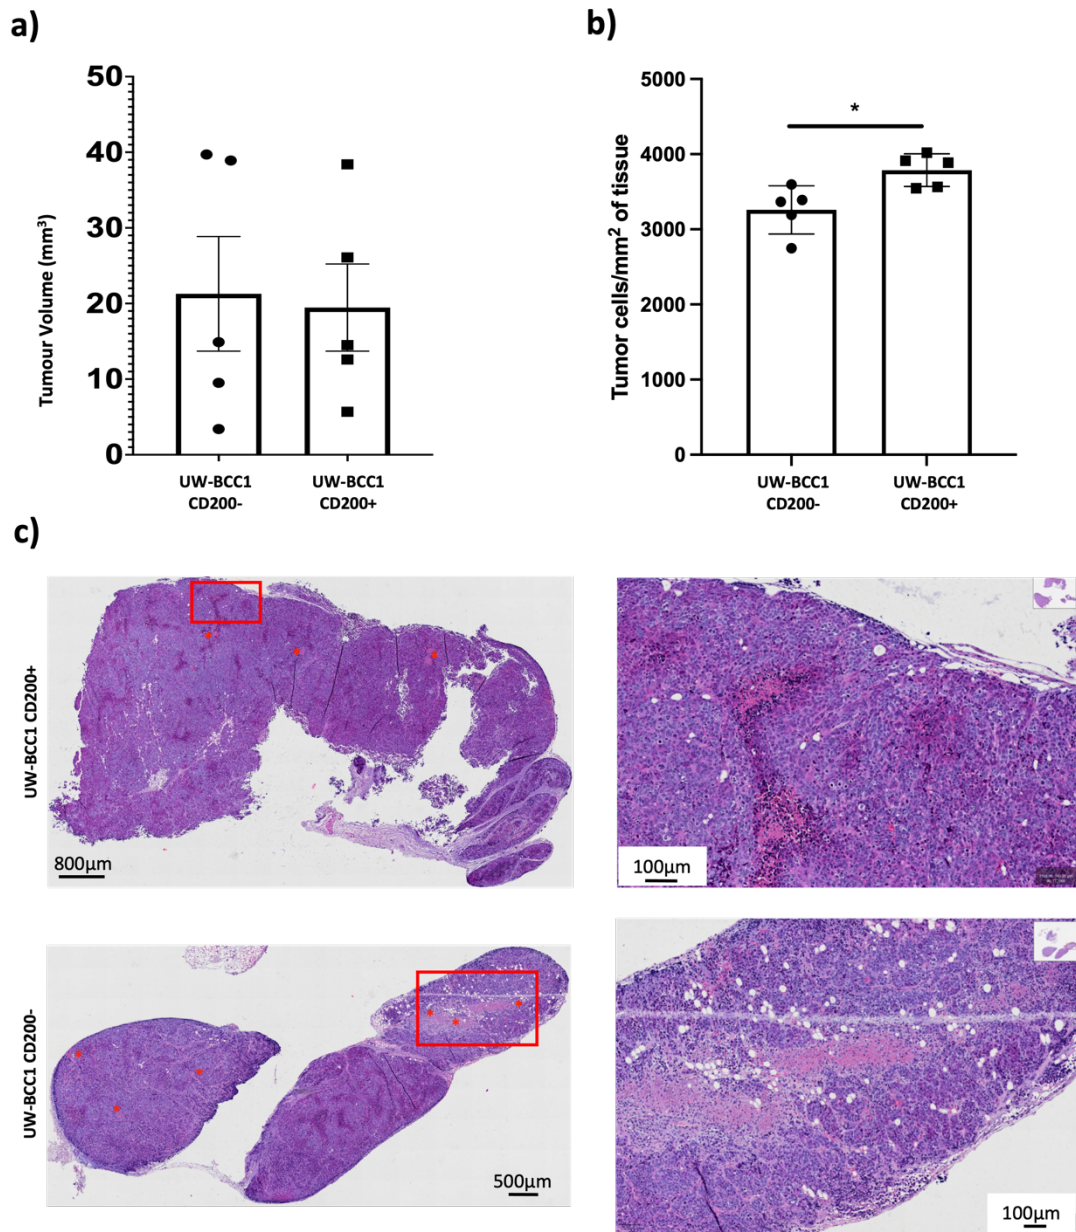 a)
50
40
30
20
10
0
Tumour Volume (mm³)
UW-BCC1
CD200-
UW-BCC1
CD200+
b)
5000
4000
3000
2000
1000
0
Tumor cells/mm² of tissue
*
UW-BCC1
CD200-
UW-BCC1
CD200+
c)
UW-BCC1 CD200+
800μm
100μm
UW-BCC1 CD200-
500μm
100μm